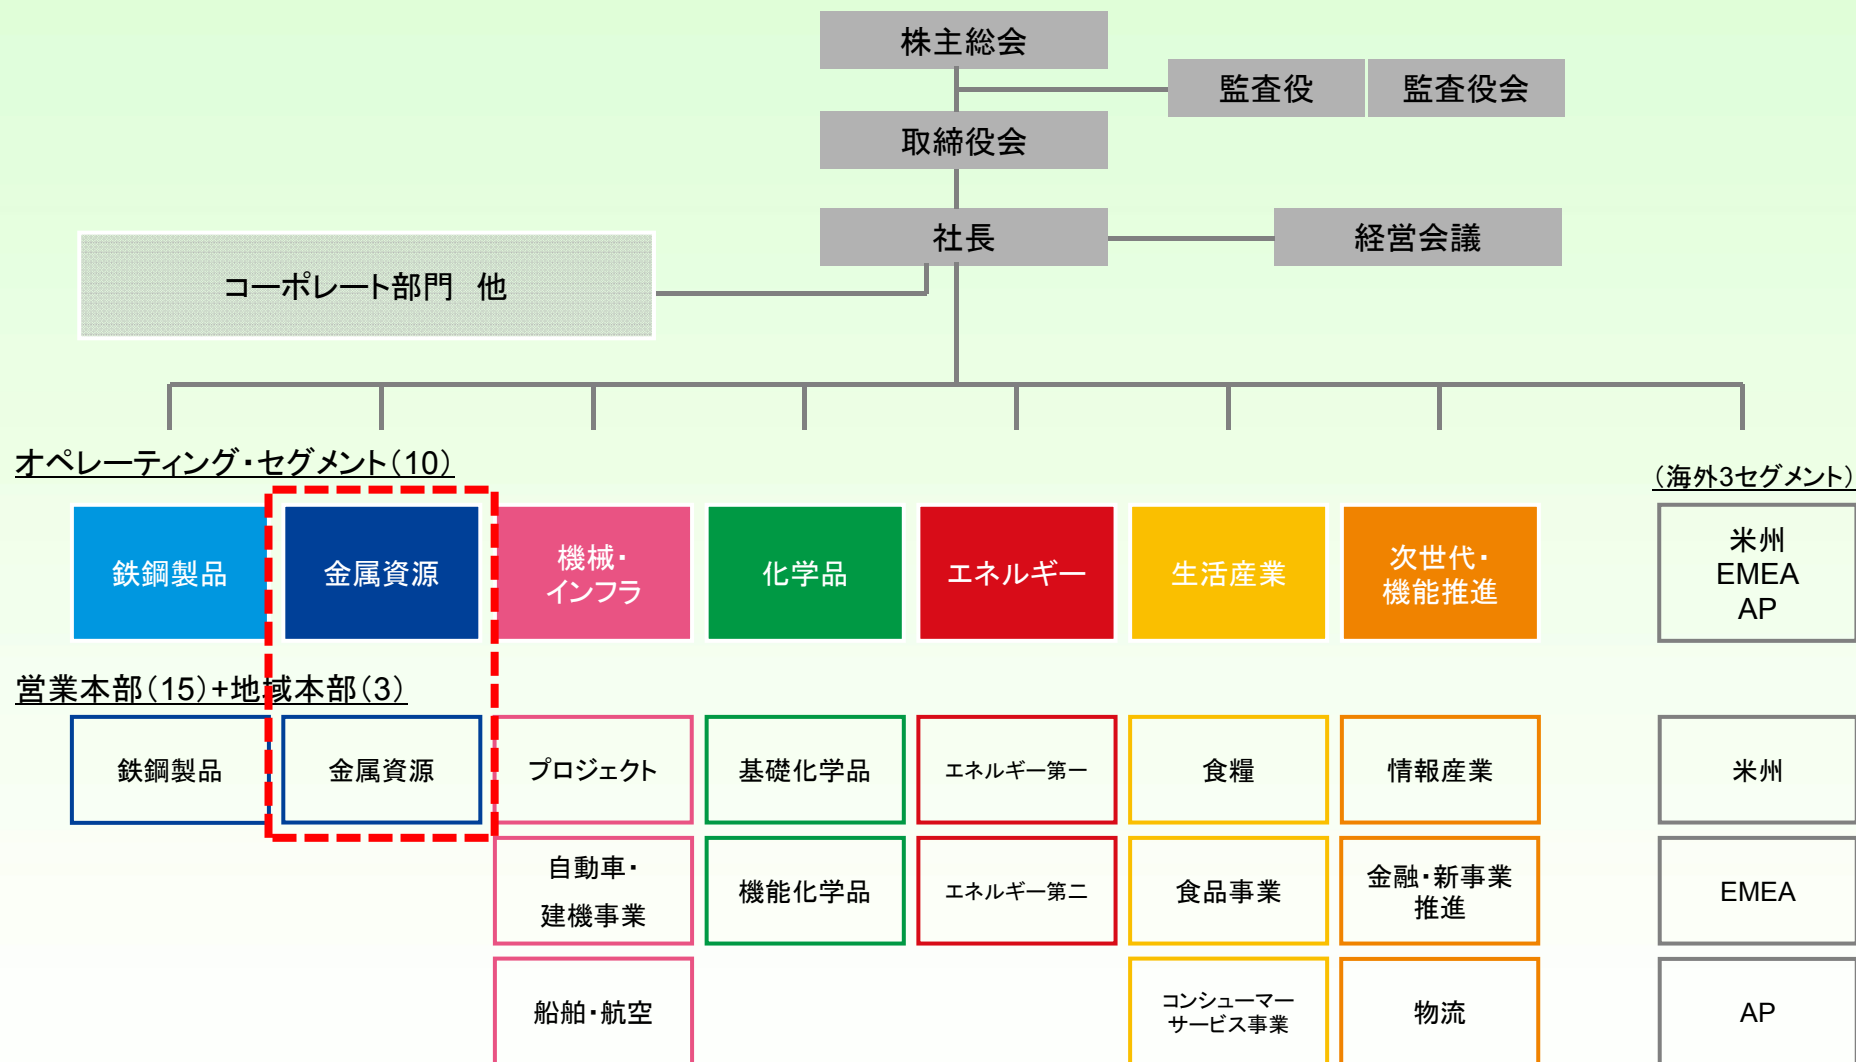 株主総会
監査役
監査役会
取締役会
社長
経営会議
コーポレート部門　他
オペレーティング・セグメント（10）
（海外3セグメント）
鉄鋼製品
金属資源
機械・
インフラ
化学品
エネルギー
生活産業
次世代・
機能推進
米州
EMEA
AP
営業本部（15）+地域本部（3）
鉄鋼製品
金属資源
プロジェクト
基礎化学品
エネルギー第一
食糧
情報産業
米州
自動車・
建機事業
機能化学品
エネルギー第二
食品事業
金融・新事業
推進
EMEA
船舶・航空
コンシューマー
サービス事業
物流
AP